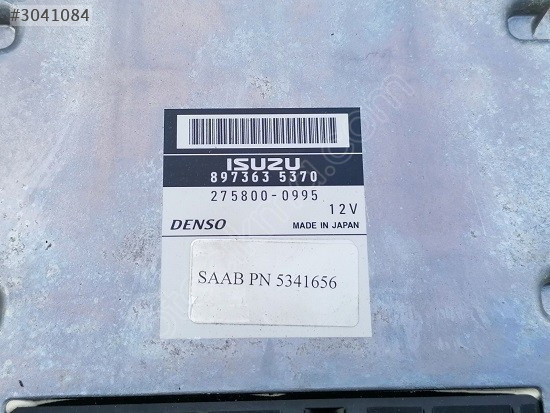 #3041084
ISUZU
897363 5370
275800-0995
12V
DENSO MADE IN JAPAN
SAAB PN 5341656